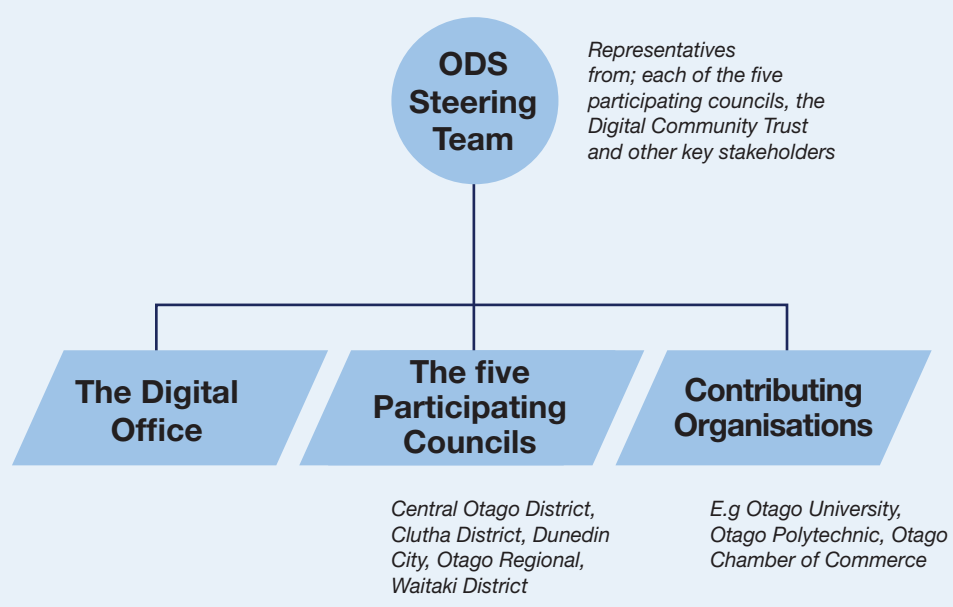 ODS
Steering
Team
Representatives
from; each of the five
participating councils, the
Digital Community Trust
and other key stakeholders
The Digital
Office
The five
Participating
Councils
Contributing
Organisations
Central Otago District,
Clutha District, Dunedin
City, Otago Regional,
Waitaki District
E.g Otago University,
Otago Polytechnic, Otago
Chamber of Commerce